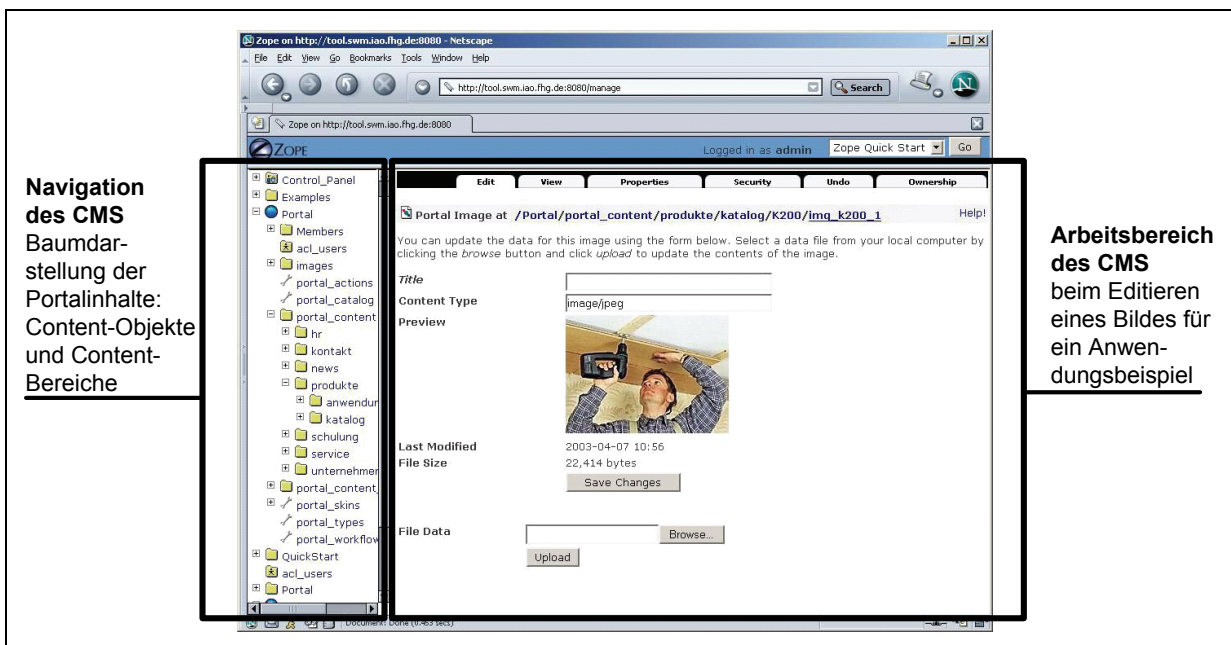 Zope on http://tool.swm.iao.fhg.de:8080 - Netscape
File Edit View Go Bookmarks Tools Window Help
http://tool.swm.iao.fhg.de:8080/manage
Search
N
Zope on http://tool.swm.iao.fhg.de:8080
ZOPE
Logged in as admin
Zope Quick Start
Go
Navigation
des CMS
Baumdar-
stellung der
Portalinhalte:
Content-Objekte
und Content-
Bereiche
Control_Panel
Examples
Portal
Members
acl_users
images
portal_actions
portal_catalog
portal_content
hr
kontakt
news
produkte
anwendun
katalog
schulung
service
unternehmen
portal_content_
portal_skins
portal_types
portal_workflow
QuickStart
acl_users
Portal
Edit View Properties Security Undo Ownership
Portal Image at /Portal/portal_content/produkte/katalog/K200/img_k200_1
Help!
You can update the data for this image using the form below. Select a data file from your local computer by
clicking the browse button and click upload to update the contents of the image.
Title
Content Type image/jpeg
Preview
Last Modified 2003-04-07 10:56
File Size 22,414 bytes
Save Changes
File Data Browse...
Upload
Document: Done (0.453 secs)
Arbeitsbereich
des CMS
beim Editieren
eines Bildes für
ein Anwen-
dungsbeispiel